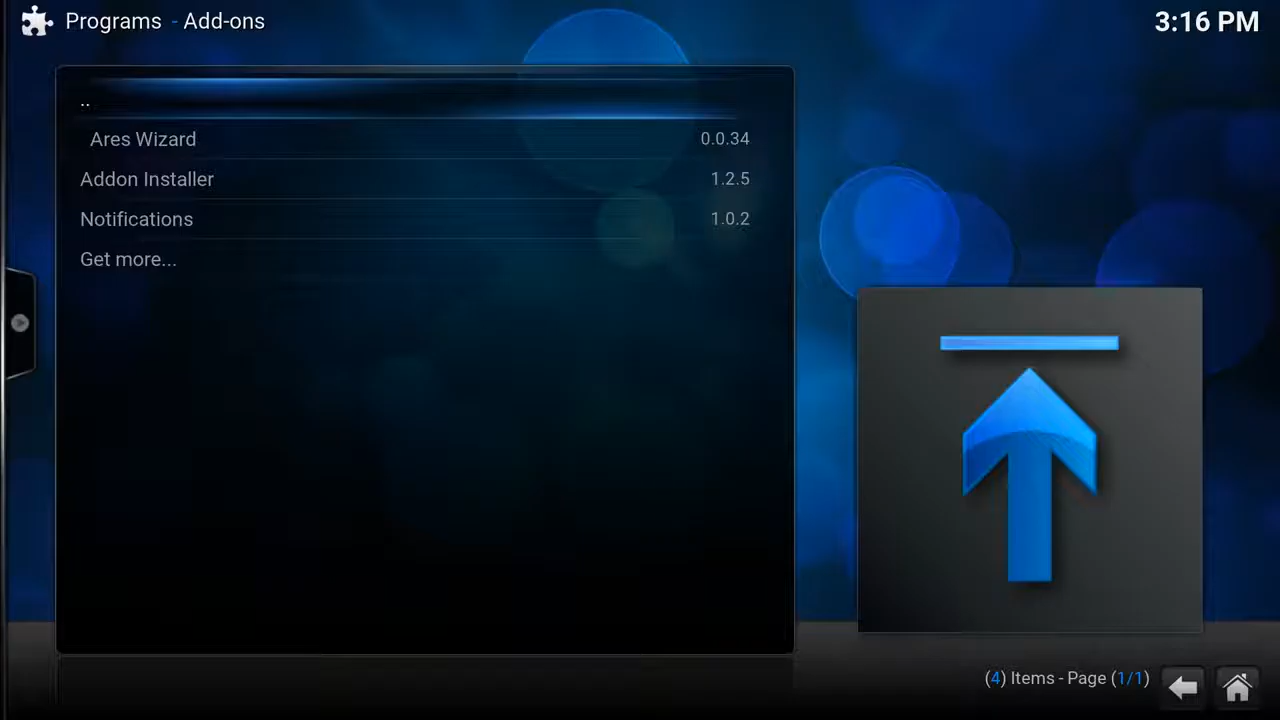 Programs - Add-ons
3:16 PM
..
Ares Wizard 0.0.34
Addon Installer 1.2.5
Notifications 1.0.2
Get more...
(4) Items - Page (1/1)